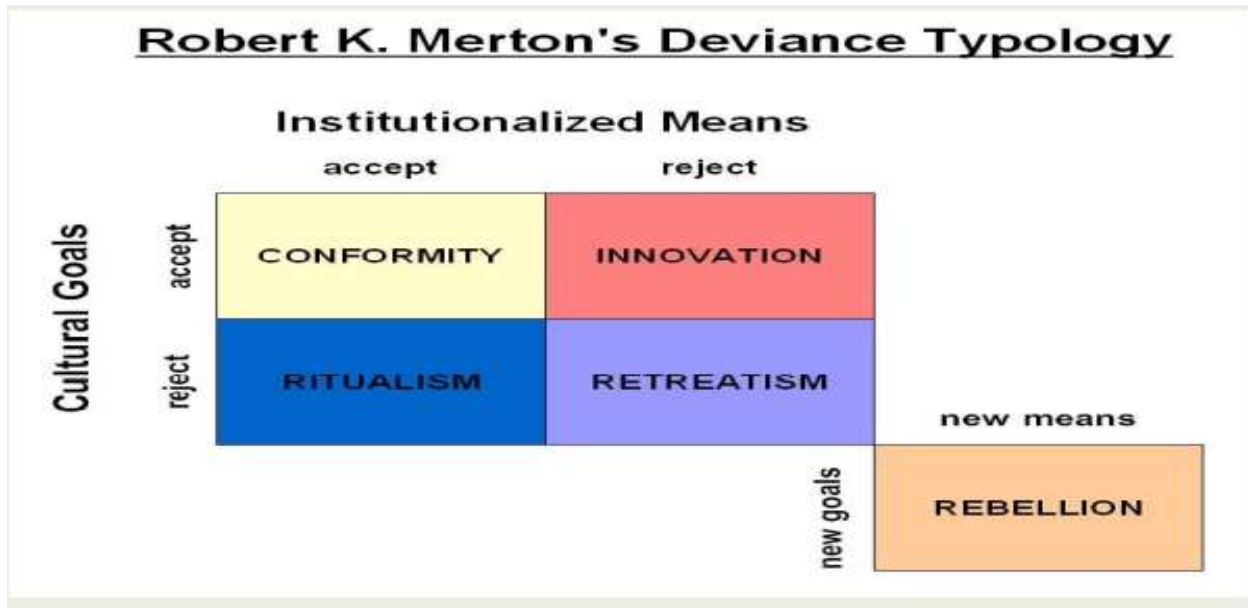 Robert K. Merton's Deviance Typology
Institutionalized Means
accept reject
Cultural Goals
accept
CONFORMITY INNOVATION
reject
RITUALISM RETREATISM
new means
new goals
REBELLION